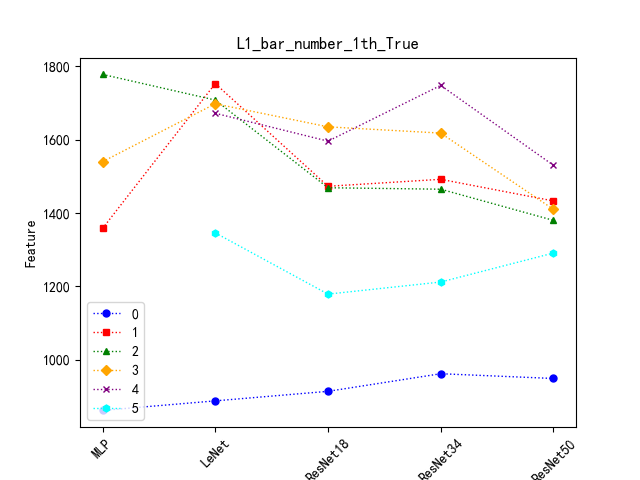 L1_bar_number_1th_True
1800
1600
1400
1200
1000
Feature
0
1
2
3
4
5
MLP
LeNet
ResNet18
ResNet34
ResNet50